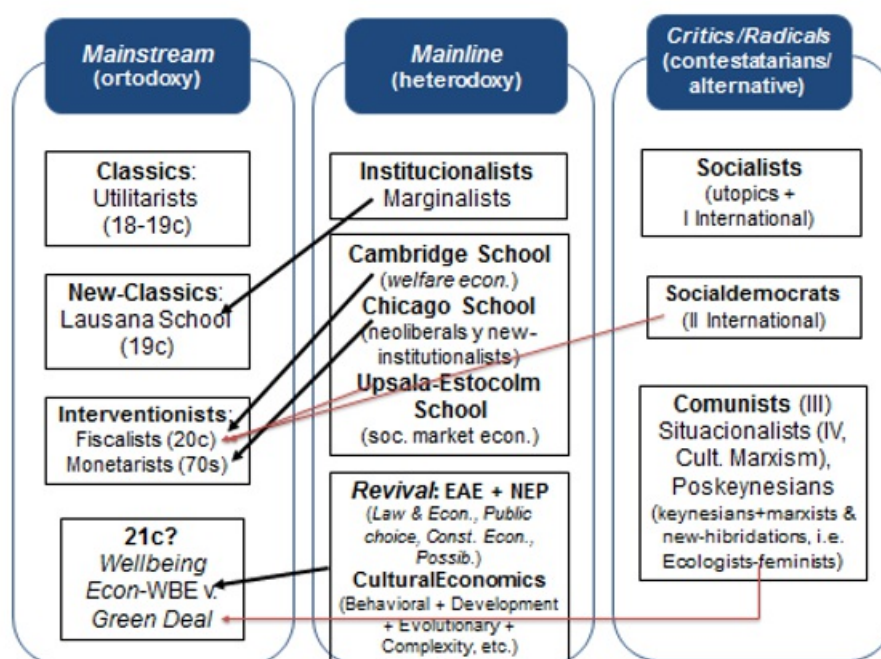 Mainstream
(ortodoxy)
Classics:
Utilitarists
(18-19c)
New-Classics:
Lausana School
(19c)
Interventionists:
Fiscalists (20c)
Monetarists (70s)
21c?
Wellbeing
Econ-WBE v.
Green Deal
Mainline
(heterodoxy)
Institucionalists
Marginalists
Cambridge School
(welfare econ.)
Chicago School
(neoliberals y new-
institutionalists)
Upsala-Estocolm
School
(soc. market econ.)
Revival: EAE + NEP
(Law & Econ., Public
choice, Const. Econ.,
Possib.)
CulturalEconomics
(Behavioral + Development
+ Evolutionary +
Complexity, etc.)
Critics/Radicals
(contestatarians/
alternative)
Socialists
(utopics +
I International)
Socialdemocrats
(II International)
Comunists (III)
Situacionalists (IV,
Cult. Marxism),
Poskeynesians
(keynesians+marxists &
new-hibridations, i.e.
Ecologists-feminists)